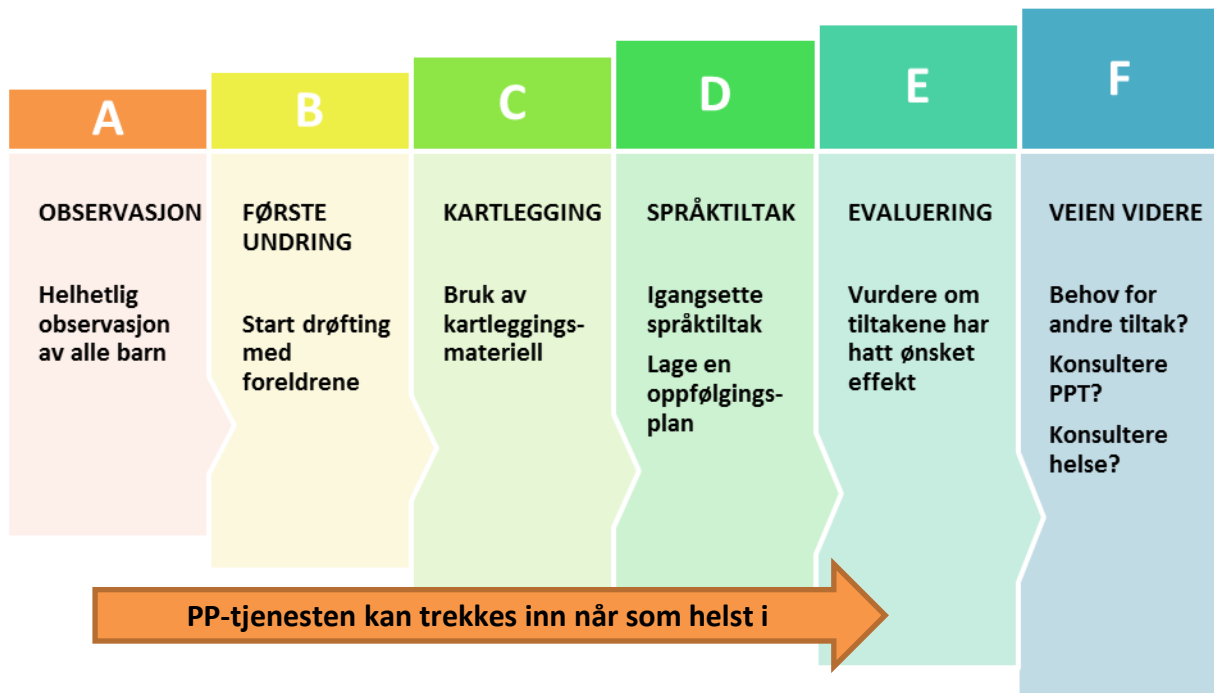 A
OBSERVASJON
Helhetlig
observasjon
av alle barn
B
FØRSTE
UNDRING
Start drøfting
med
foreldrene
C
KARTLEGGING
Bruk av
kartleggings-
materiell
D
SPRÅKTILTAK
Igangsette
språktiltak
Lage en
oppfølgings-
plan
E
EVALUERING
Vurdere om
tiltakene har
hatt ønsket
effekt
F
VEIEN VIDERE
Behov for
andre tiltak?
Konsultere
PPT?
Konsultere
helse?
PP-tjenesten kan trekkes inn når som helst i